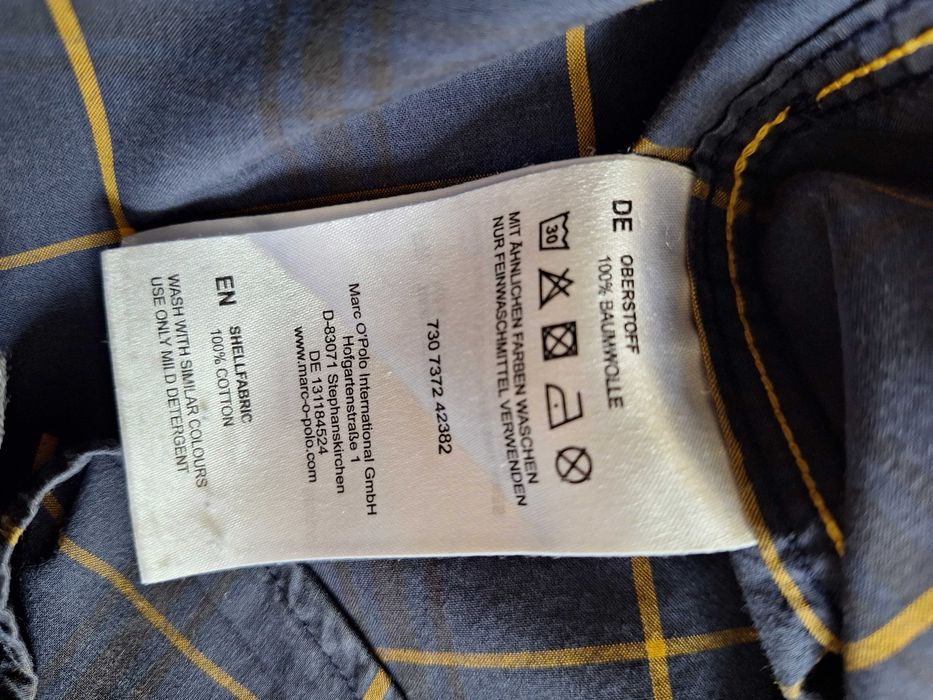 DE OBERSTOFF
100% BAUMWOLLE
30
MIT ÄHNLICHEN FARBEN WASCHEN
NUR FEINWASCHMITTEL VERWENDEN
730 7372 42382
Marc O'Polo International GmbH
Hofgartenstraße 1
D-83071 Stephanskirchen
DE 131184524
www.marc-o-polo.com
EN SHELLFABRIC
100% COTTON
WASH WITH SIMILAR COLOURS
USE ONLY MILD DETERGENT